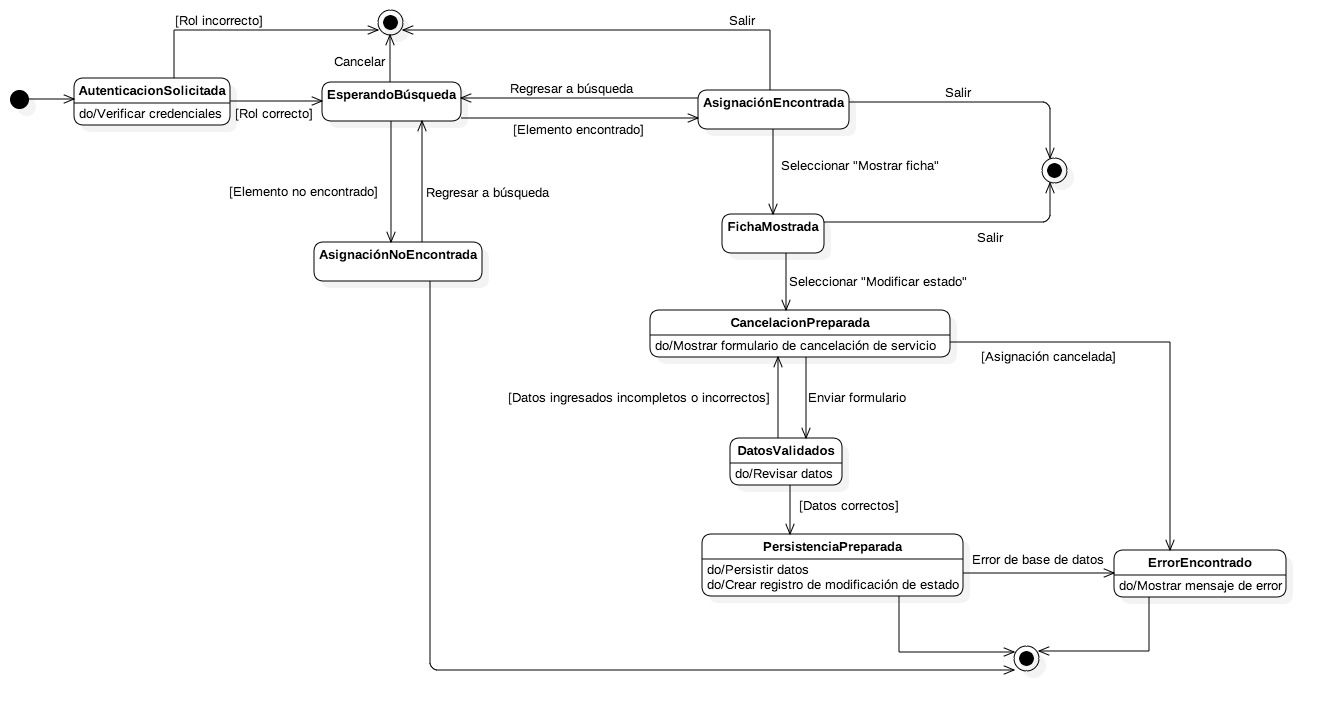 [Rol incorrecto]
Salir
Cancelar
AutenticacionSolicitada
do/Verificar credenciales
[Rol correcto]
EsperandoBúsqueda
Regresar a búsqueda
[Elemento encontrado]
AsignaciónEncontrada
Salir
Seleccionar "Mostrar ficha"
[Elemento no encontrado]
Regresar a búsqueda
FichaMostrada
Salir
AsignaciónNoEncontrada
Seleccionar "Modificar estado"
CancelacionPreparada
do/Mostrar formulario de cancelación de servicio
[Asignación cancelada]
[Datos ingresados incompletos o incorrectos]
Enviar formulario
DatosValidados
do/Revisar datos
[Datos correctos]
PersistenciaPreparada
do/Persistir datos
do/Crear registro de modificación de estado
Error de base de datos
ErrorEncontrado
do/Mostrar mensaje de error